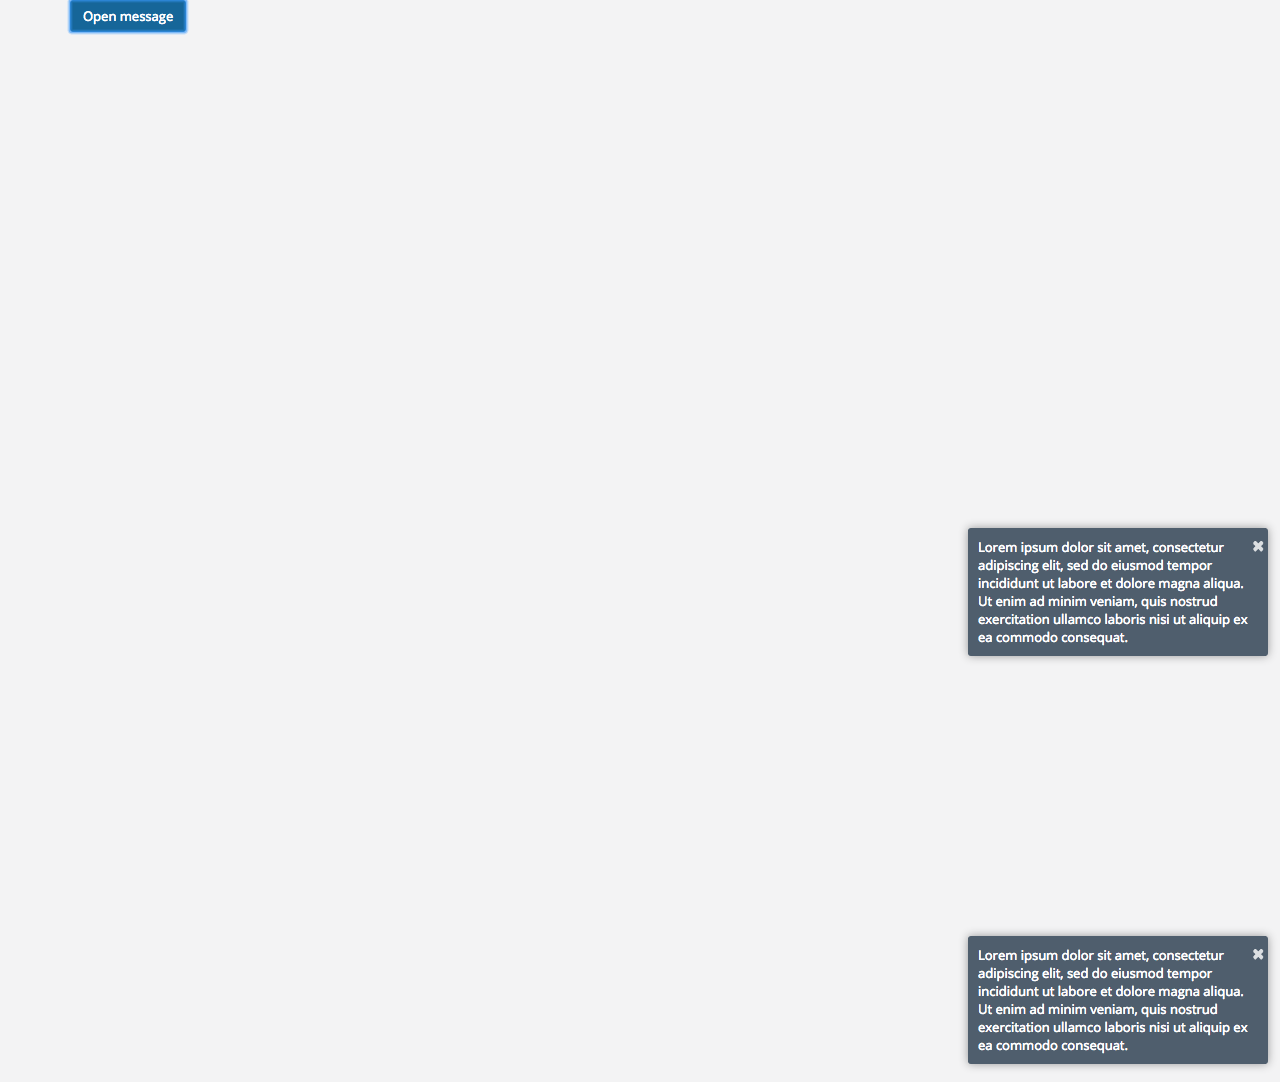 Open message
Lorem ipsum dolor sit amet, consectetur
adipiscing elit, sed do eiusmod tempor
incididunt ut labore et dolore magna aliqua.
Ut enim ad minim veniam, quis nostrud
exercitation ullamco laboris nisi ut aliquip ex
ea commodo consequat.
Lorem ipsum dolor sit amet, consectetur
adipiscing elit, sed do eiusmod tempor
incididunt ut labore et dolore magna aliqua.
Ut enim ad minim veniam, quis nostrud
exercitation ullamco laboris nisi ut aliquip ex
ea commodo consequat.